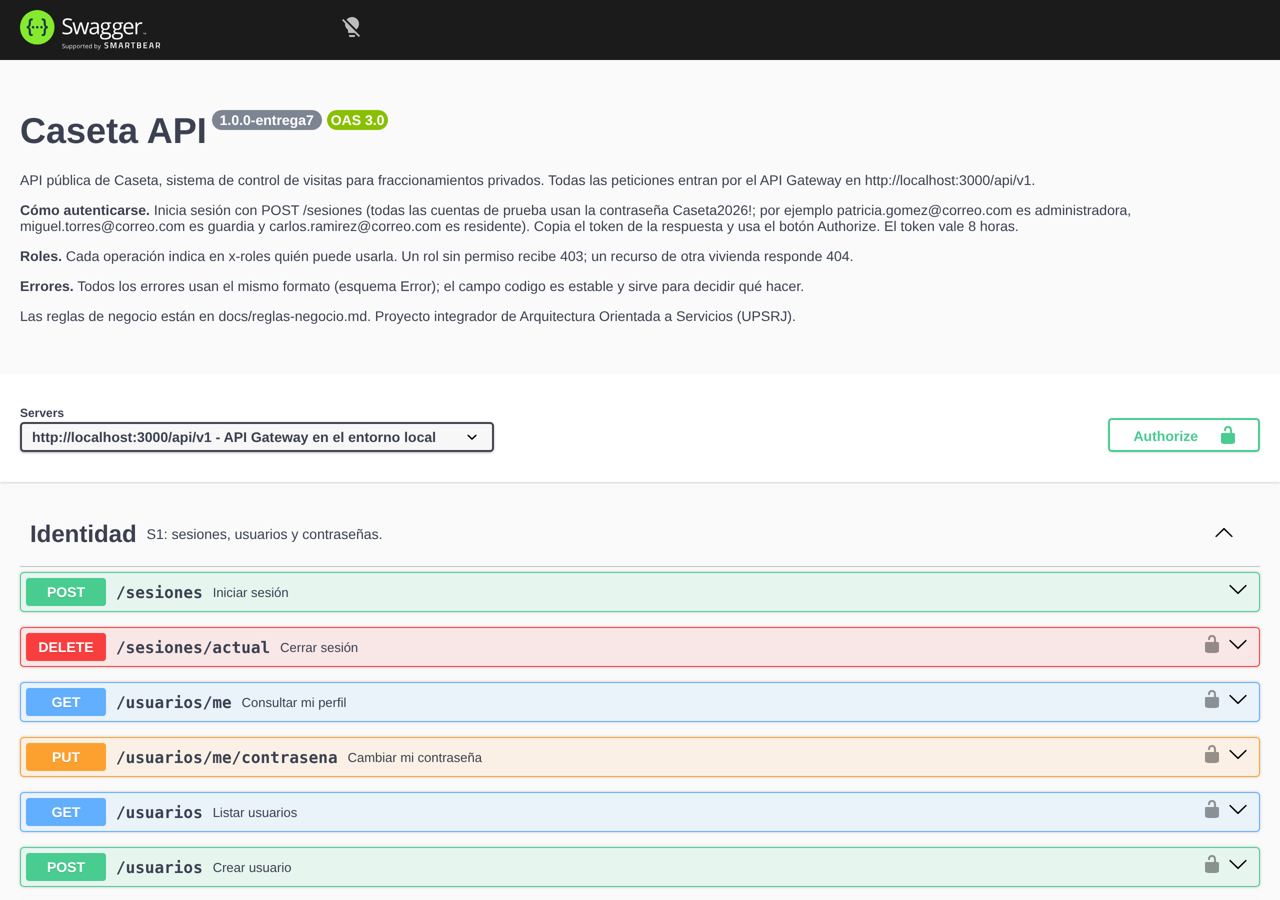 Swagger
Supported by SMARTBEAR
Caseta API 1.0.0-entrega7 OAS 3.0
API pública de Caseta, sistema de control de visitas para fraccionamientos privados. Todas las peticiones entran por el API Gateway en http://localhost:3000/api/v1.
Cómo autenticarse. Inicia sesión con POST /sesiones (todas las cuentas de prueba usan la contraseña Caseta2026!; por ejemplo patricia.gomez@correo.com es administradora,
miguel.torres@correo.com es guardia y carlos.ramirez@correo.com es residente). Copia el token de la respuesta y usa el botón Authorize. El token vale 8 horas.
Roles. Cada operación indica en x-roles quién puede usarla. Un rol sin permiso recibe 403; un recurso de otra vivienda responde 404.
Errores. Todos los errores usan el mismo formato (esquema Error); el campo codigo es estable y sirve para decidir qué hacer.
Las reglas de negocio están en docs/reglas-negocio.md. Proyecto integrador de Arquitectura Orientada a Servicios (UPSRJ).
Servers
http://localhost:3000/api/v1 - API Gateway en el entorno local
Authorize
Identidad S1: sesiones, usuarios y contraseñas.
POST /sesiones Iniciar sesión
DELETE /sesiones/actual Cerrar sesión
GET /usuarios/me Consultar mi perfil
PUT /usuarios/me/contrasena Cambiar mi contraseña
GET /usuarios Listar usuarios
POST /usuarios Crear usuario